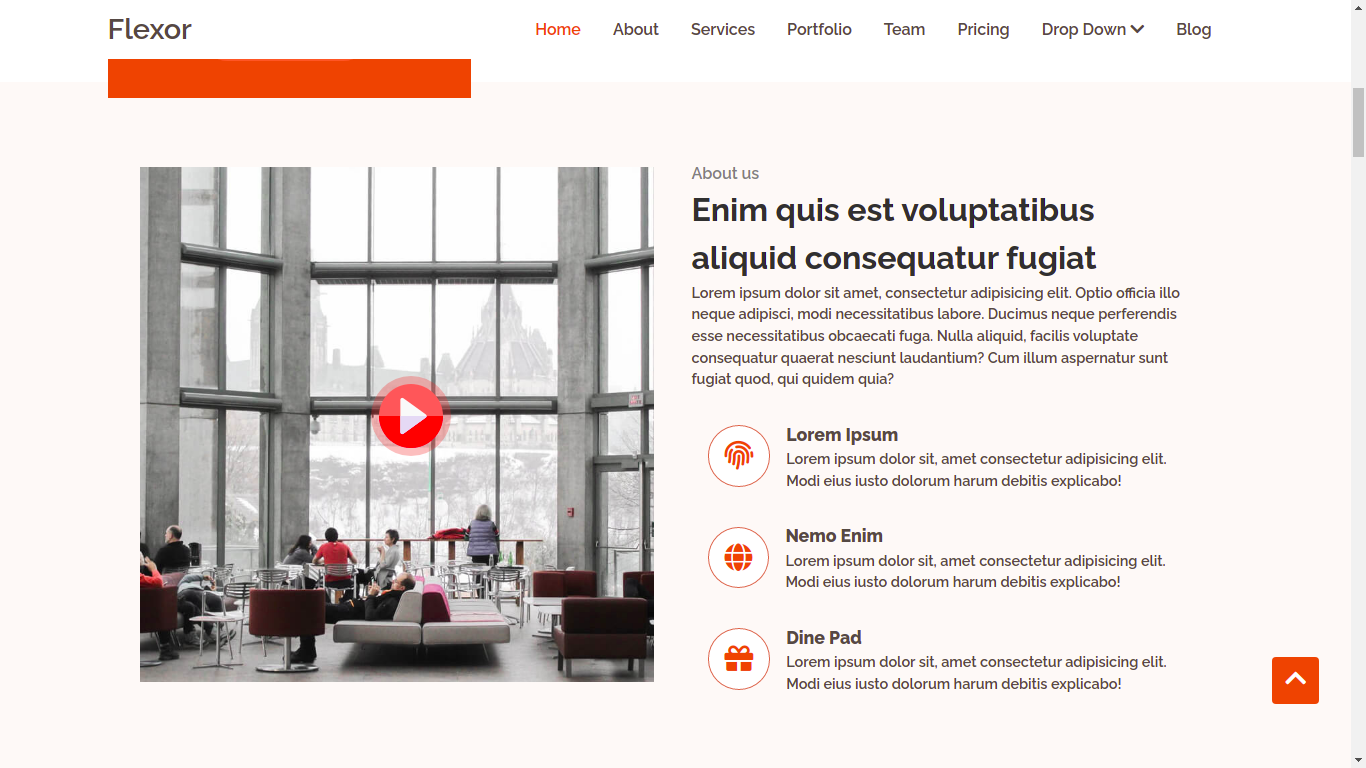 Flexor
Home About Services Portfolio Team Pricing Drop Down Blog
About us
Enim quis est voluptatibus
aliquid consequatur fugiat
Lorem ipsum dolor sit amet, consectetur adipisicing elit. Optio officia illo
neque adipisci, modi necessitatibus labore. Ducimus neque perferendis
esse necessitatibus obcaecati fuga. Nulla aliquid, facilis voluptate
consequatur quaerat nesciunt laudantium? Cum illum aspernatur sunt
fugiat quod, qui quidem quia?
Lorem Ipsum
Lorem ipsum dolor sit, amet consectetur adipisicing elit.
Modi eius iusto dolorum harum debitis explicabo!
Nemo Enim
Lorem ipsum dolor sit, amet consectetur adipisicing elit.
Modi eius iusto dolorum harum debitis explicabo!
Dine Pad
Lorem ipsum dolor sit, amet consectetur adipisicing elit.
Modi eius iusto dolorum harum debitis explicabo!